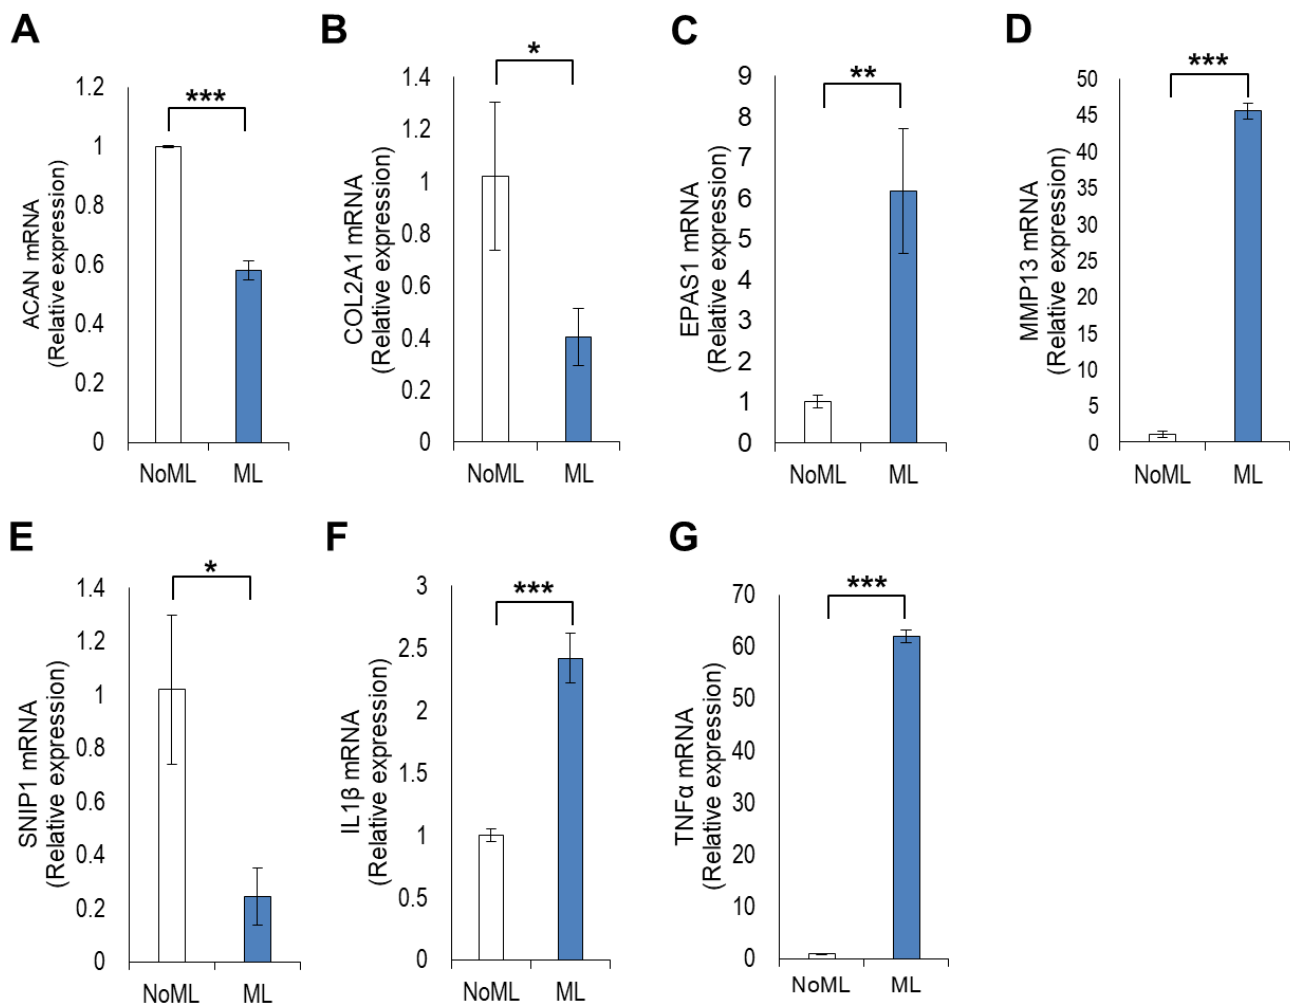 A
ACAN mRNA
(Relative expression)
1.2
1
0.8
0.6
0.4
0.2
0
***
NoML
ML
B
COL2A1 mRNA
(Relative expression)
1.4
1.2
1
0.8
0.6
0.4
0.2
0
*
NoML
ML
C
EPAS1 mRNA
(Relative expression)
9
8
7
6
5
4
3
2
1
0
**
NoML
ML
D
MMP13 mRNA
(Relative expression)
50
45
40
35
30
25
20
15
10
5
0
***
NoML
ML
E
SNIP1 mRNA
(Relative expression)
1.4
1.2
1
0.8
0.6
0.4
0.2
0
*
NoML
ML
F
IL1β mRNA
(Relative expression)
3
2.5
2
1.5
1
0.5
0
***
NoML
ML
G
TNFα mRNA
(Relative expression)
70
60
50
40
30
20
10
0
***
NoML
ML